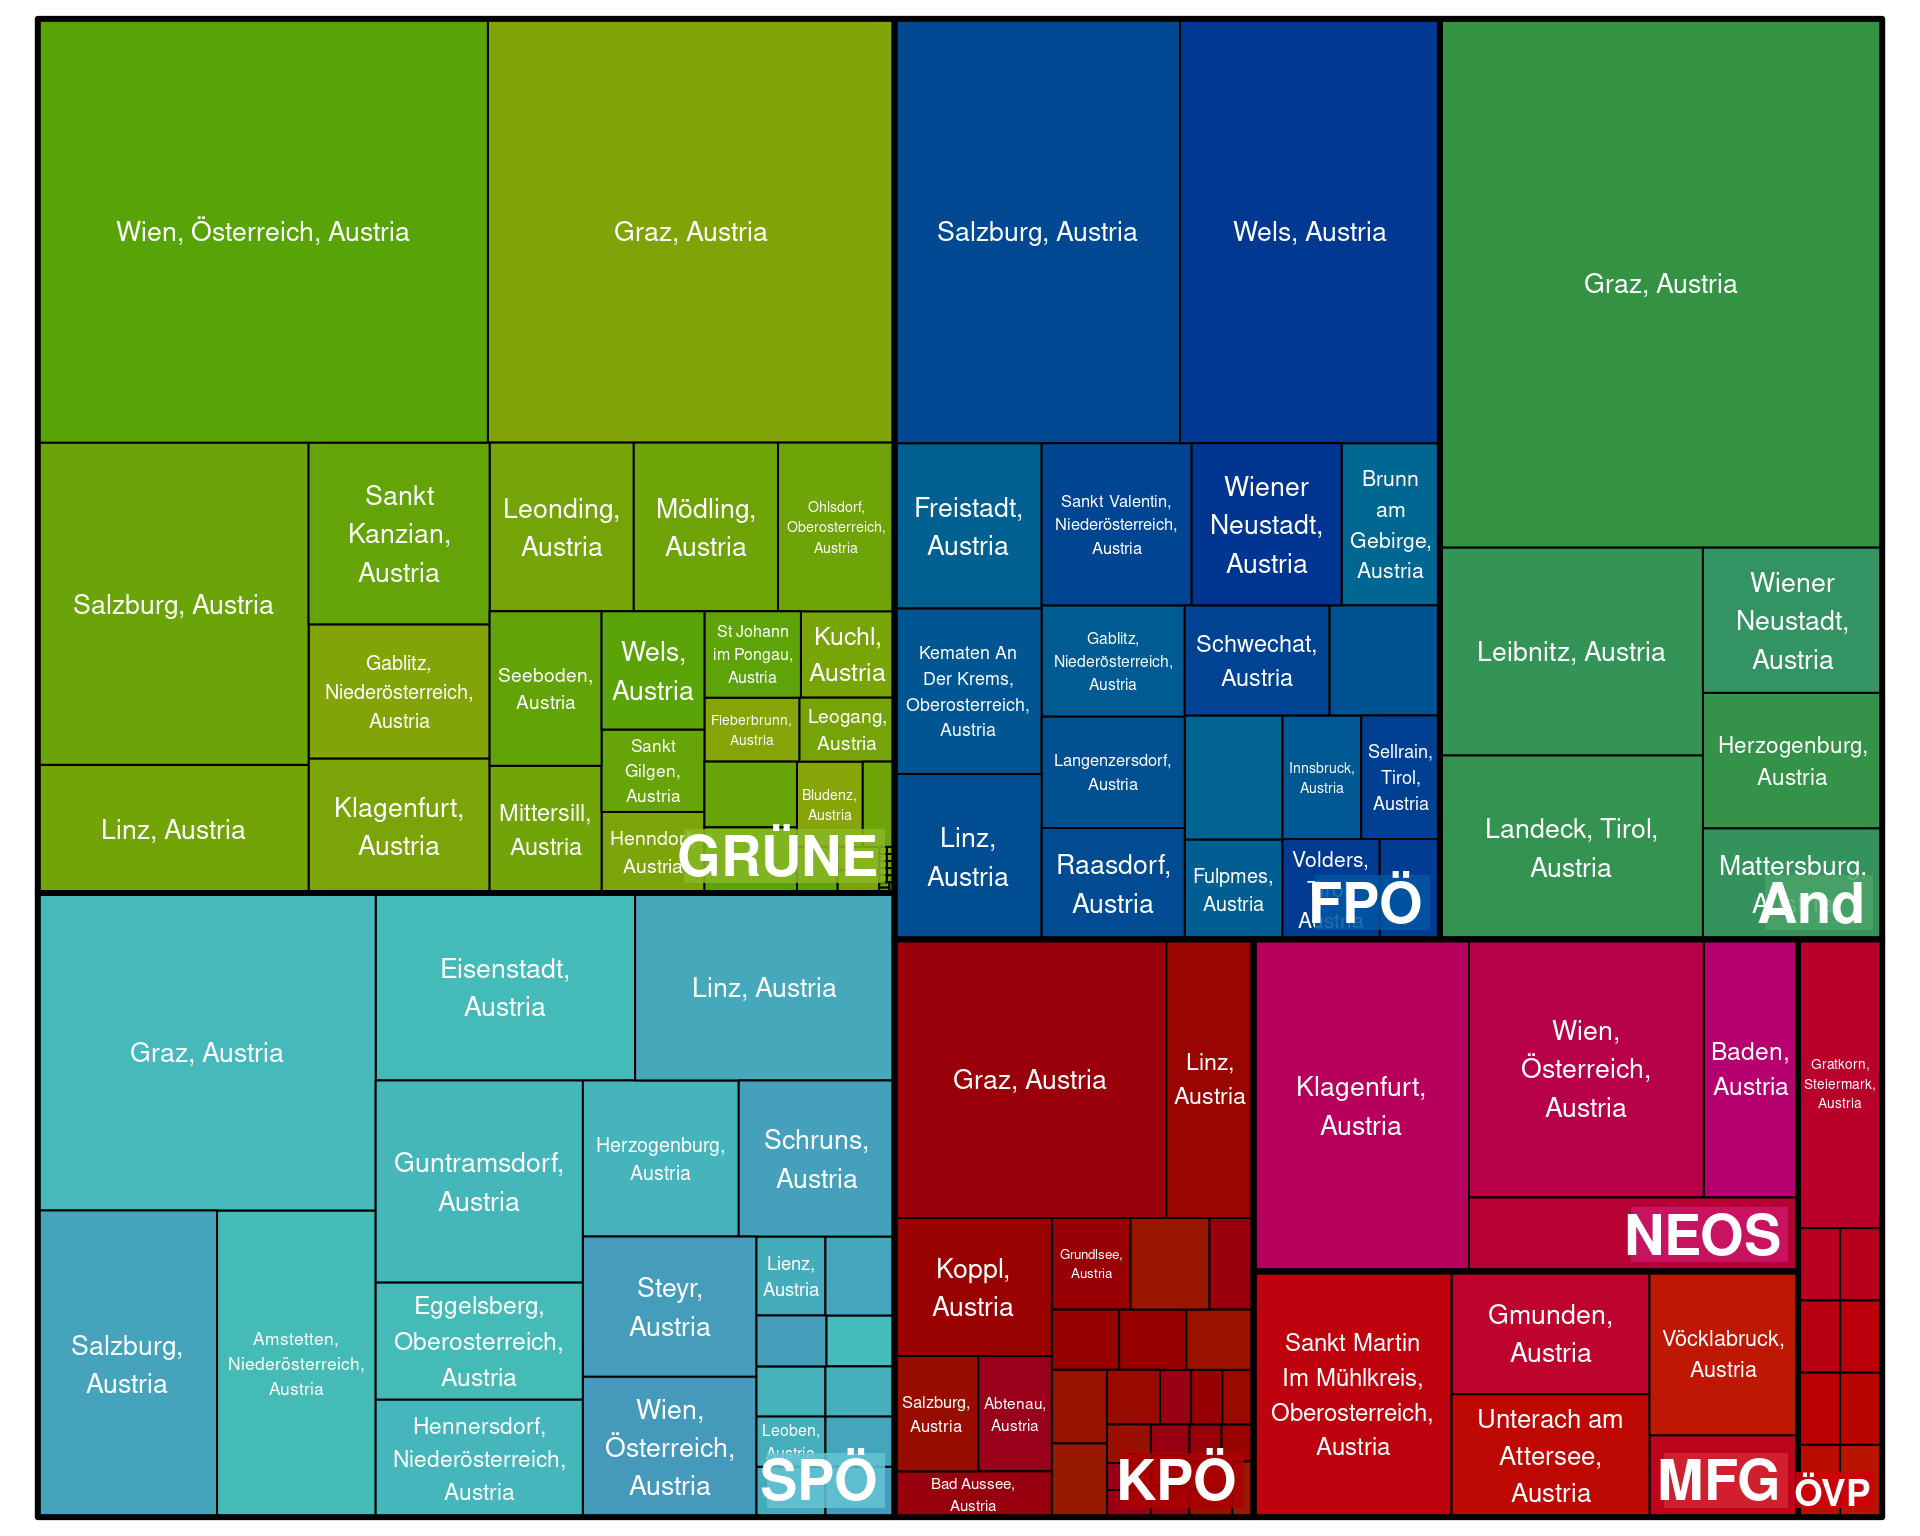 Wien, Österreich, Austria
Graz, Austria
Salzburg, Austria
Sankt
Kanzian,
Austria
Leonding,
Austria
Mödling,
Austria
Ohlsdorf,
Oberosterreich,
Austria
Gablitz,
Niederösterreich,
Austria
Seeboden,
Austria
Wels,
Austria
St Johann
im Pongau,
Austria
Kuchl,
Austria
Fieberbrunn,
Austria
Leogang,
Austria
Sankt
Gilgen,
Austria
Linz, Austria
Klagenfurt,
Austria
Mittersill,
Austria
Bludenz,
Austria
Henndor
Austria
GRÜNE
Salzburg, Austria
Wels, Austria
Freistadt,
Austria
Sankt Valentin,
Niederösterreich,
Austria
Wiener
Neustadt,
Austria
Brunn
am
Gebirge,
Austria
Kematen An
Der Krems,
Oberosterreich,
Austria
Gablitz,
Niederösterreich,
Austria
Schwechat,
Austria
Langenzersdorf,
Austria
Innsbruck,
Austria
Sellrain,
Tirol,
Austria
Linz,
Austria
Raasdorf,
Austria
Fulpmes,
Austria
Volders,
Tirol,
Austria
FPÖ
Graz, Austria
Leibnitz, Austria
Wiener
Neustadt,
Austria
Herzogenburg,
Austria
Landeck, Tirol,
Austria
Mattersburg,
And
Graz, Austria
Eisenstadt,
Austria
Linz, Austria
Guntramsdorf,
Austria
Herzogenburg,
Austria
Schruns,
Austria
Salzburg,
Austria
Amstetten,
Niederösterreich,
Austria
Eggelsberg,
Oberosterreich,
Austria
Hennersdorf,
Niederösterreich,
Austria
Steyr,
Austria
Wien,
Österreich,
Austria
Lienz,
Austria
Leoben,
Austria
SPÖ
Graz, Austria
Linz,
Austria
Koppl,
Austria
Grundlsee,
Austria
Salzburg,
Austria
Abtenau,
Austria
Bad Aussee,
Austria
KPÖ
Klagenfurt,
Austria
Wien,
Österreich,
Austria
Baden,
Austria
NEOS
Sankt Martin
Im Mühlkreis,
Oberosterreich,
Austria
Gmunden,
Austria
Vöcklabruck,
Austria
Unterach am
Attersee,
Austria
MFG
Gratkorn,
Steiermark,
Austria
ÖVP